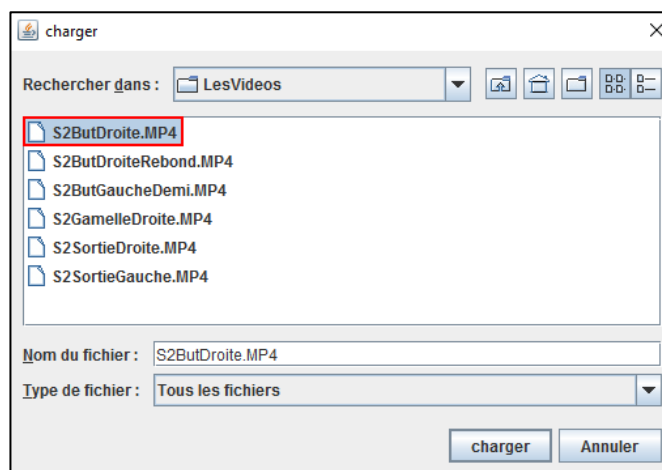 charger
Rechercher dans : LesVideos
S2ButDroite.MP4
S2ButDroiteRebond.MP4
S2ButGaucheDemi.MP4
S2GamelleDroite.MP4
S2SortieDroite.MP4
S2SortieGauche.MP4
Nom du fichier : S2ButDroite.MP4
Type de fichier : Tous les fichiers
charger Annuler